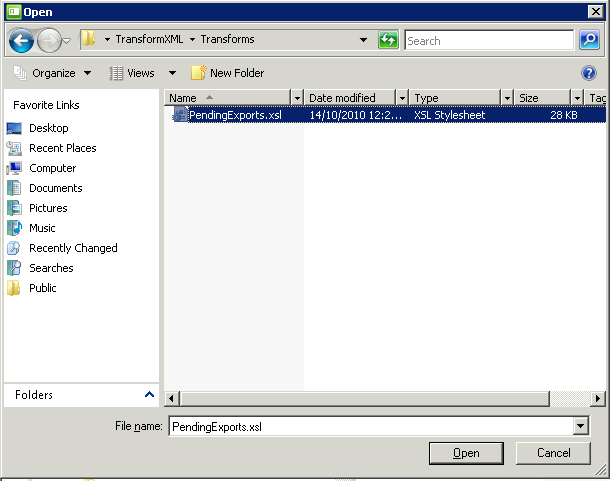 Open
TransformXML Transforms Search
Organize Views New Folder
Favorite Links
Desktop
Recent Places
Computer
Documents
Pictures
Music
Recently Changed
Searches
Public
Folders
Name Date modified Type Size Tag
PendingExports.xsl 14/10/2010 12:2... XSL Stylesheet 28 KB
File name: PendingExports.xsl
Open Cancel